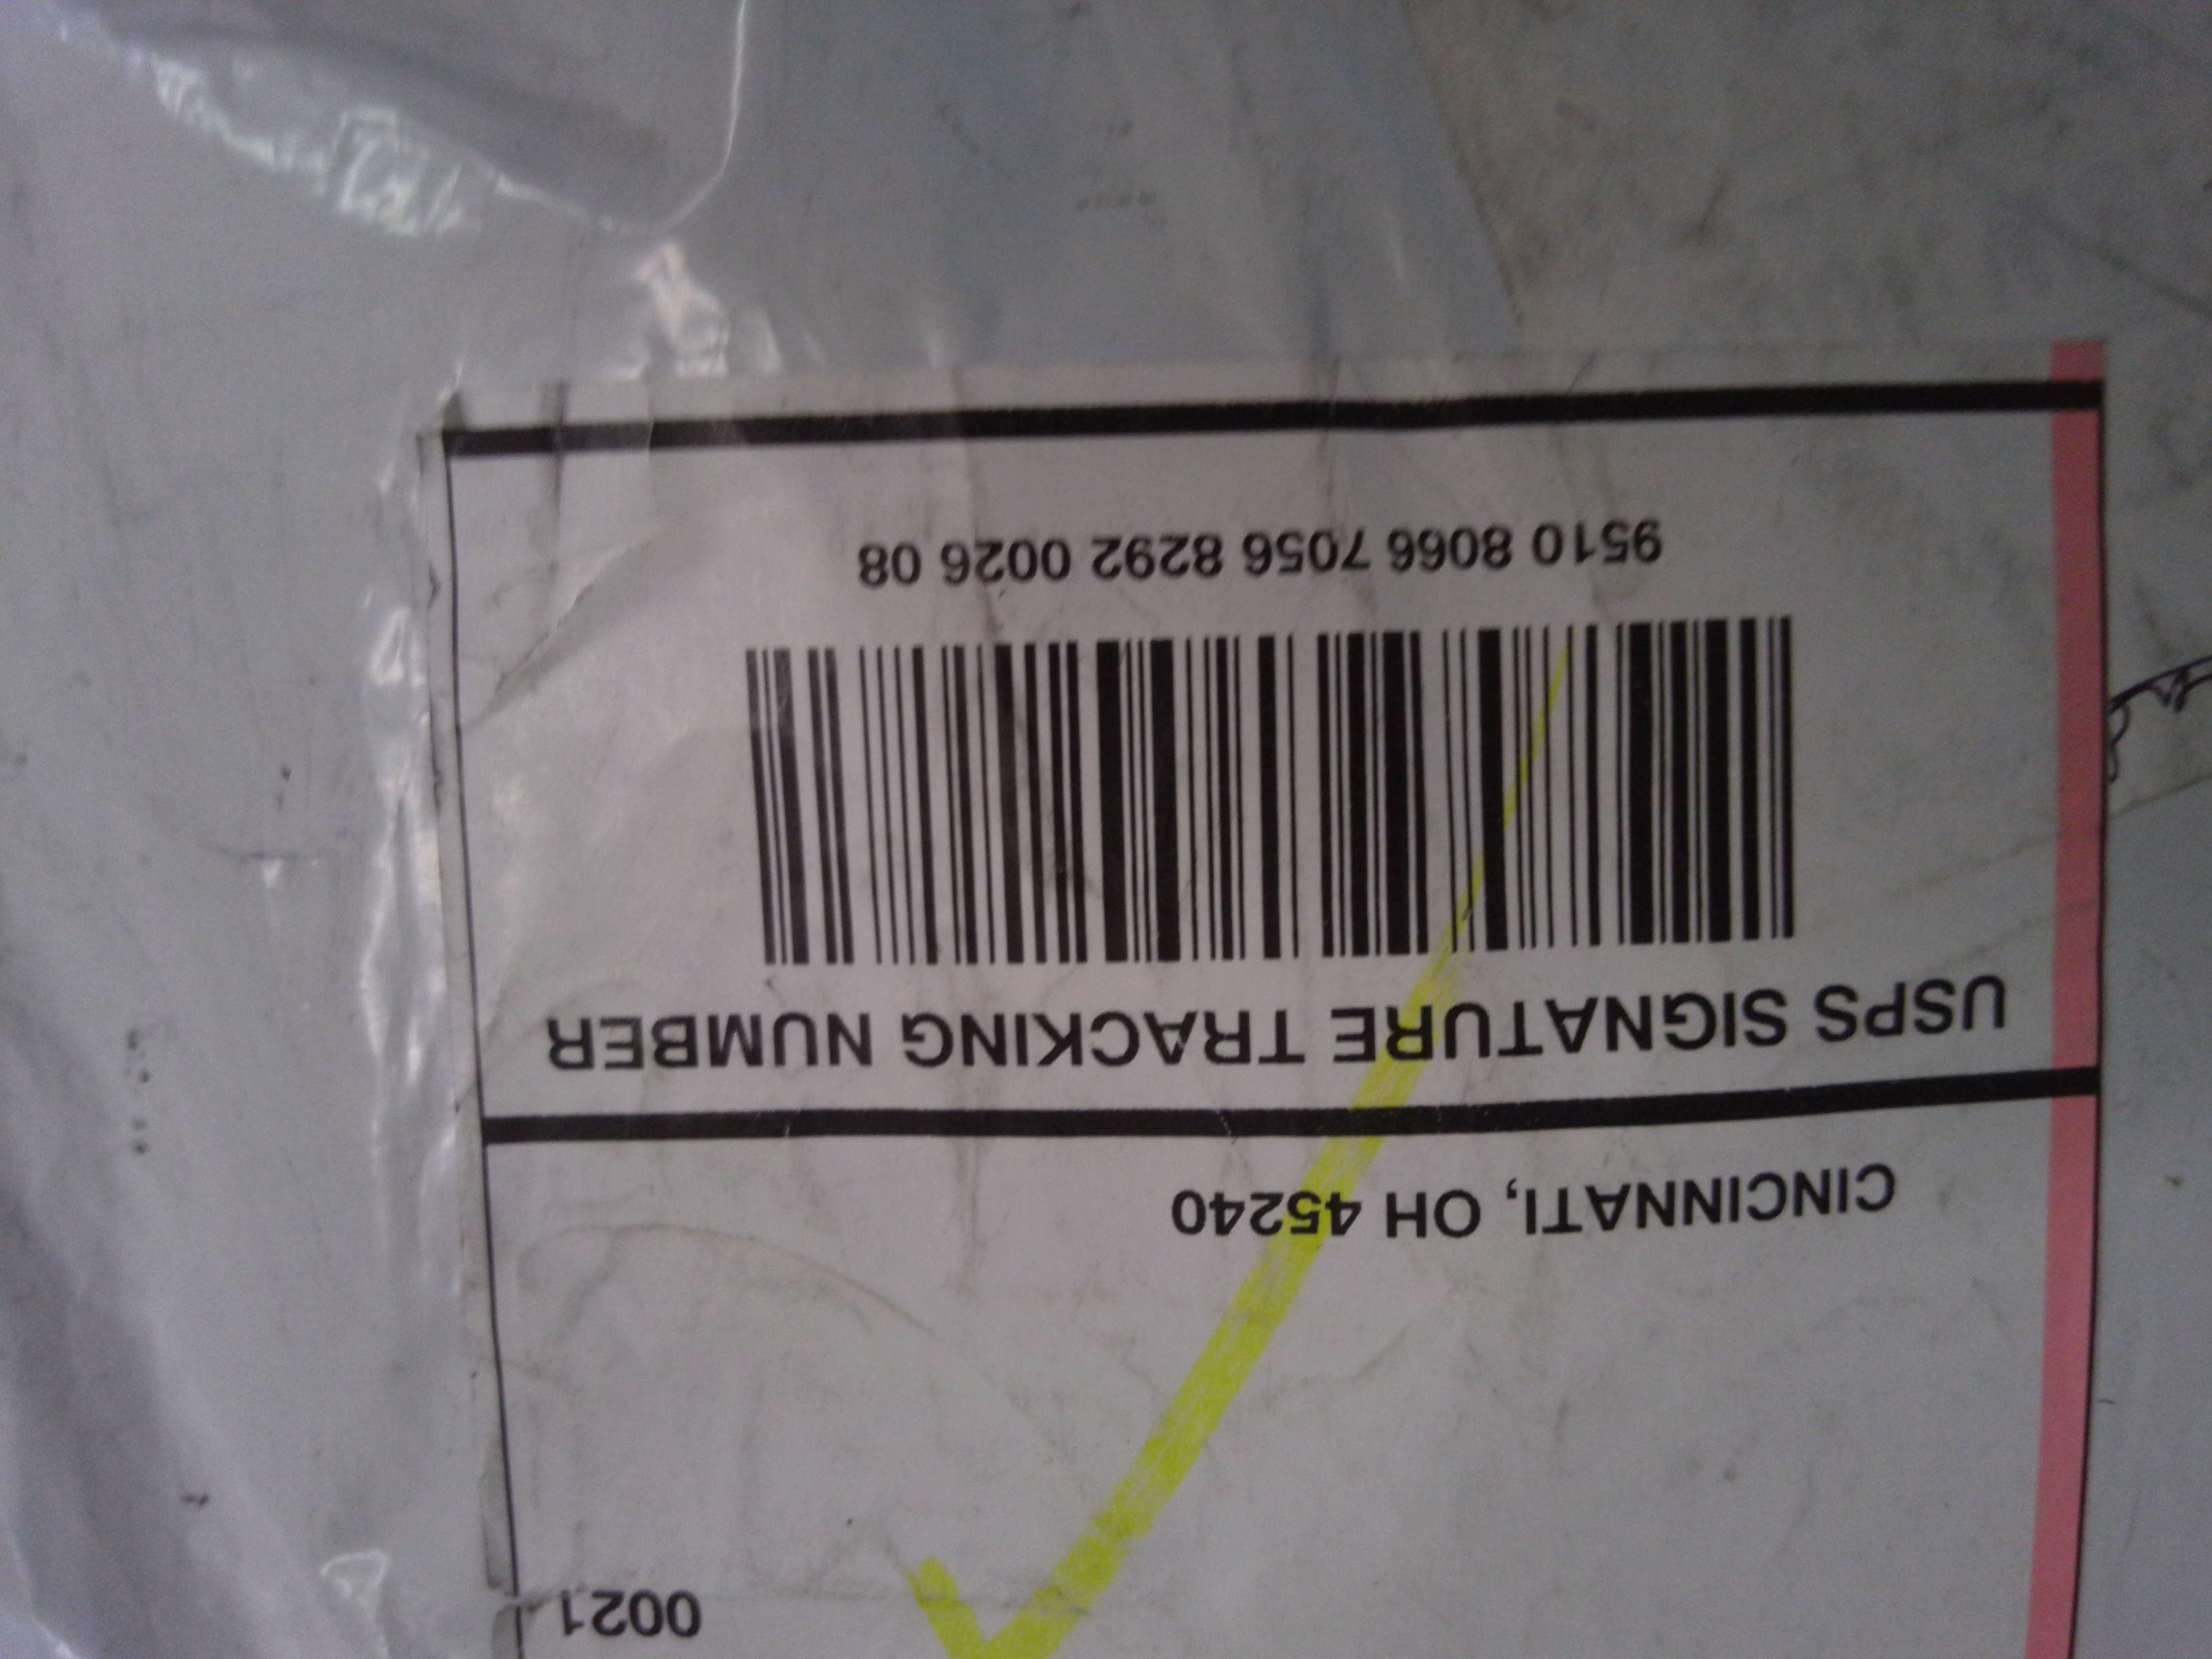 0021
CINCINNATI, OH 45240
USPS SIGNATURE TRACKING NUMBER
9510 8066 7056 8292 0026 08